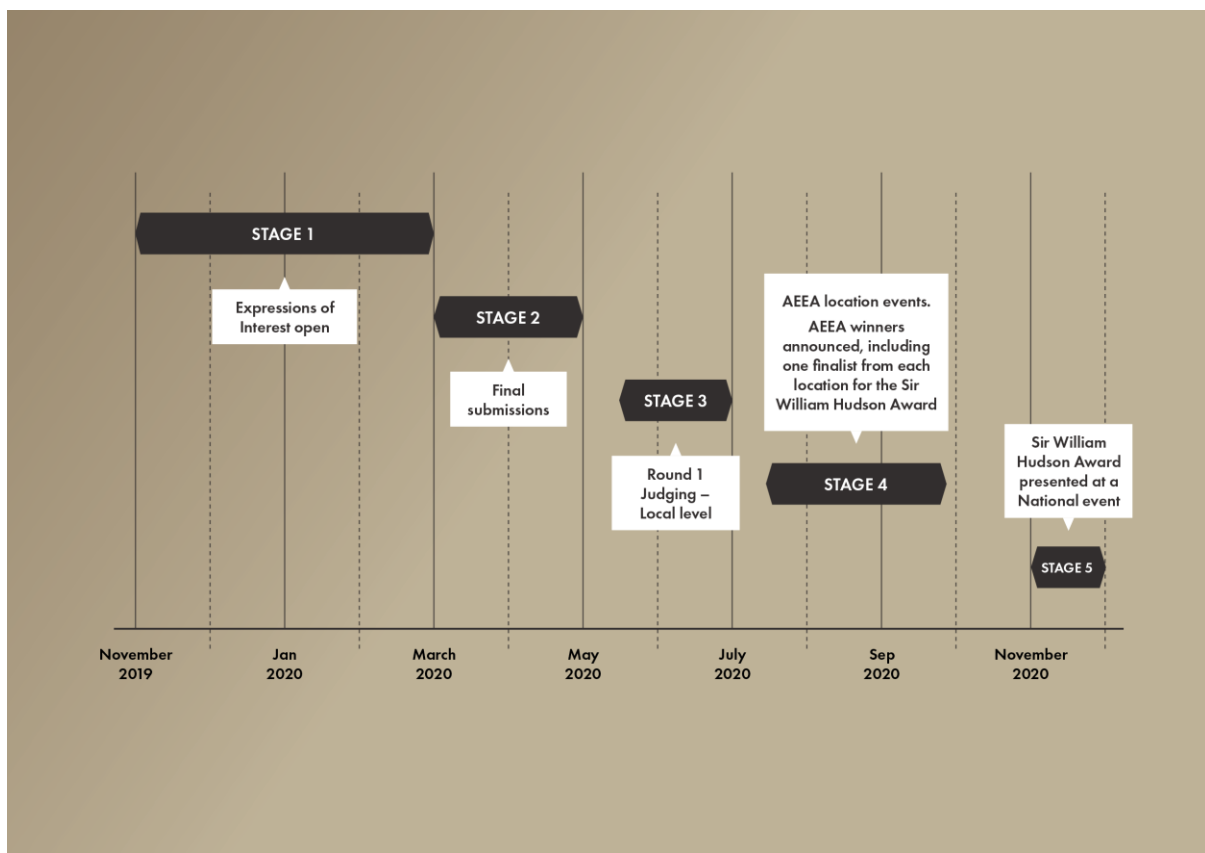 STAGE 1
Expressions of
Interest open
STAGE 2
Final
submissions
STAGE 3
Round 1
Judging –
Local level
AEEA location events.
AEEA winners
announced, including
one finalist from each
location for the Sir
William Hudson Award
STAGE 4
Sir William
Hudson Award
presented at a
National event
STAGE 5
November
2019
Jan
2020
March
2020
May
2020
July
2020
Sep
2020
November
2020